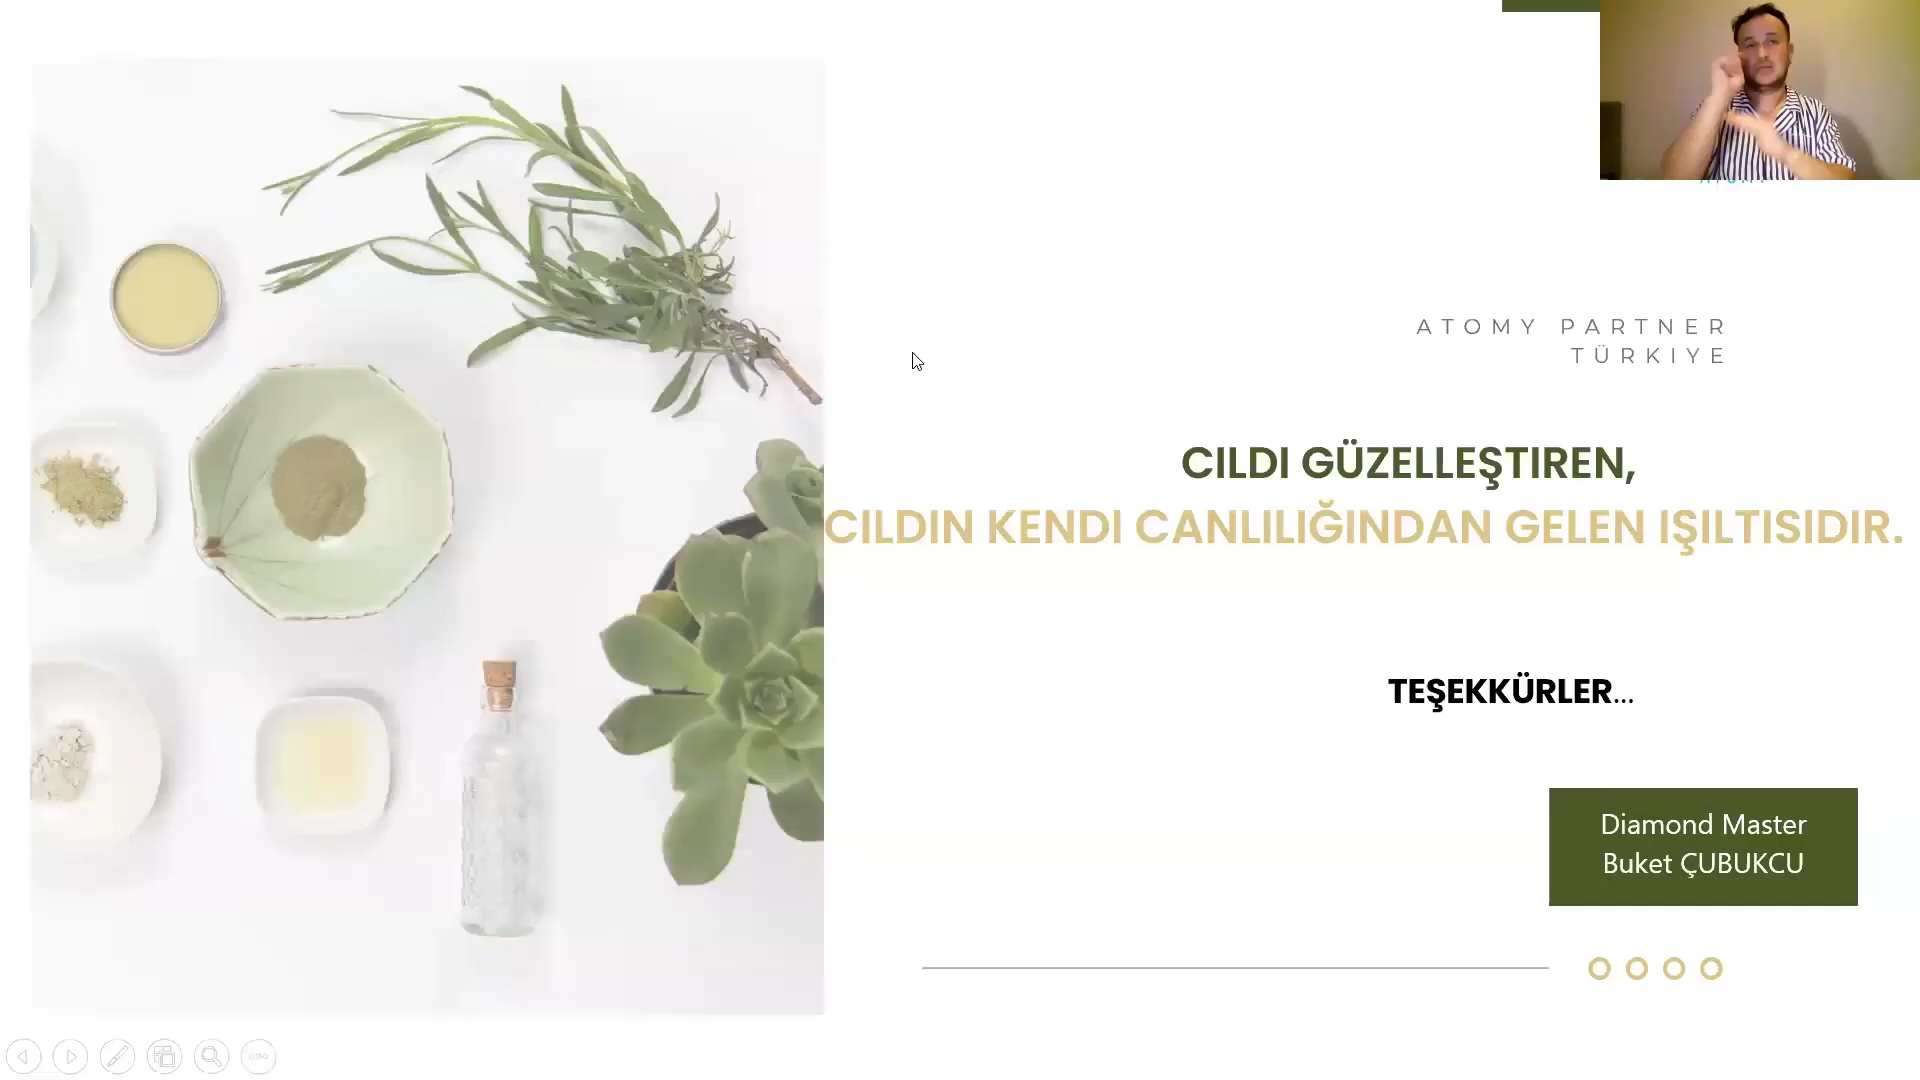 ATOMY PARTNER
TÜRKIYE
CILDI GÜZELLEŞTIREN,
CILDIN KENDI CANLILIĞINDAN GELEN IŞILTISIDIR.
TEŞEKKÜRLER...
Diamond Master
Buket ÇUBUKCU